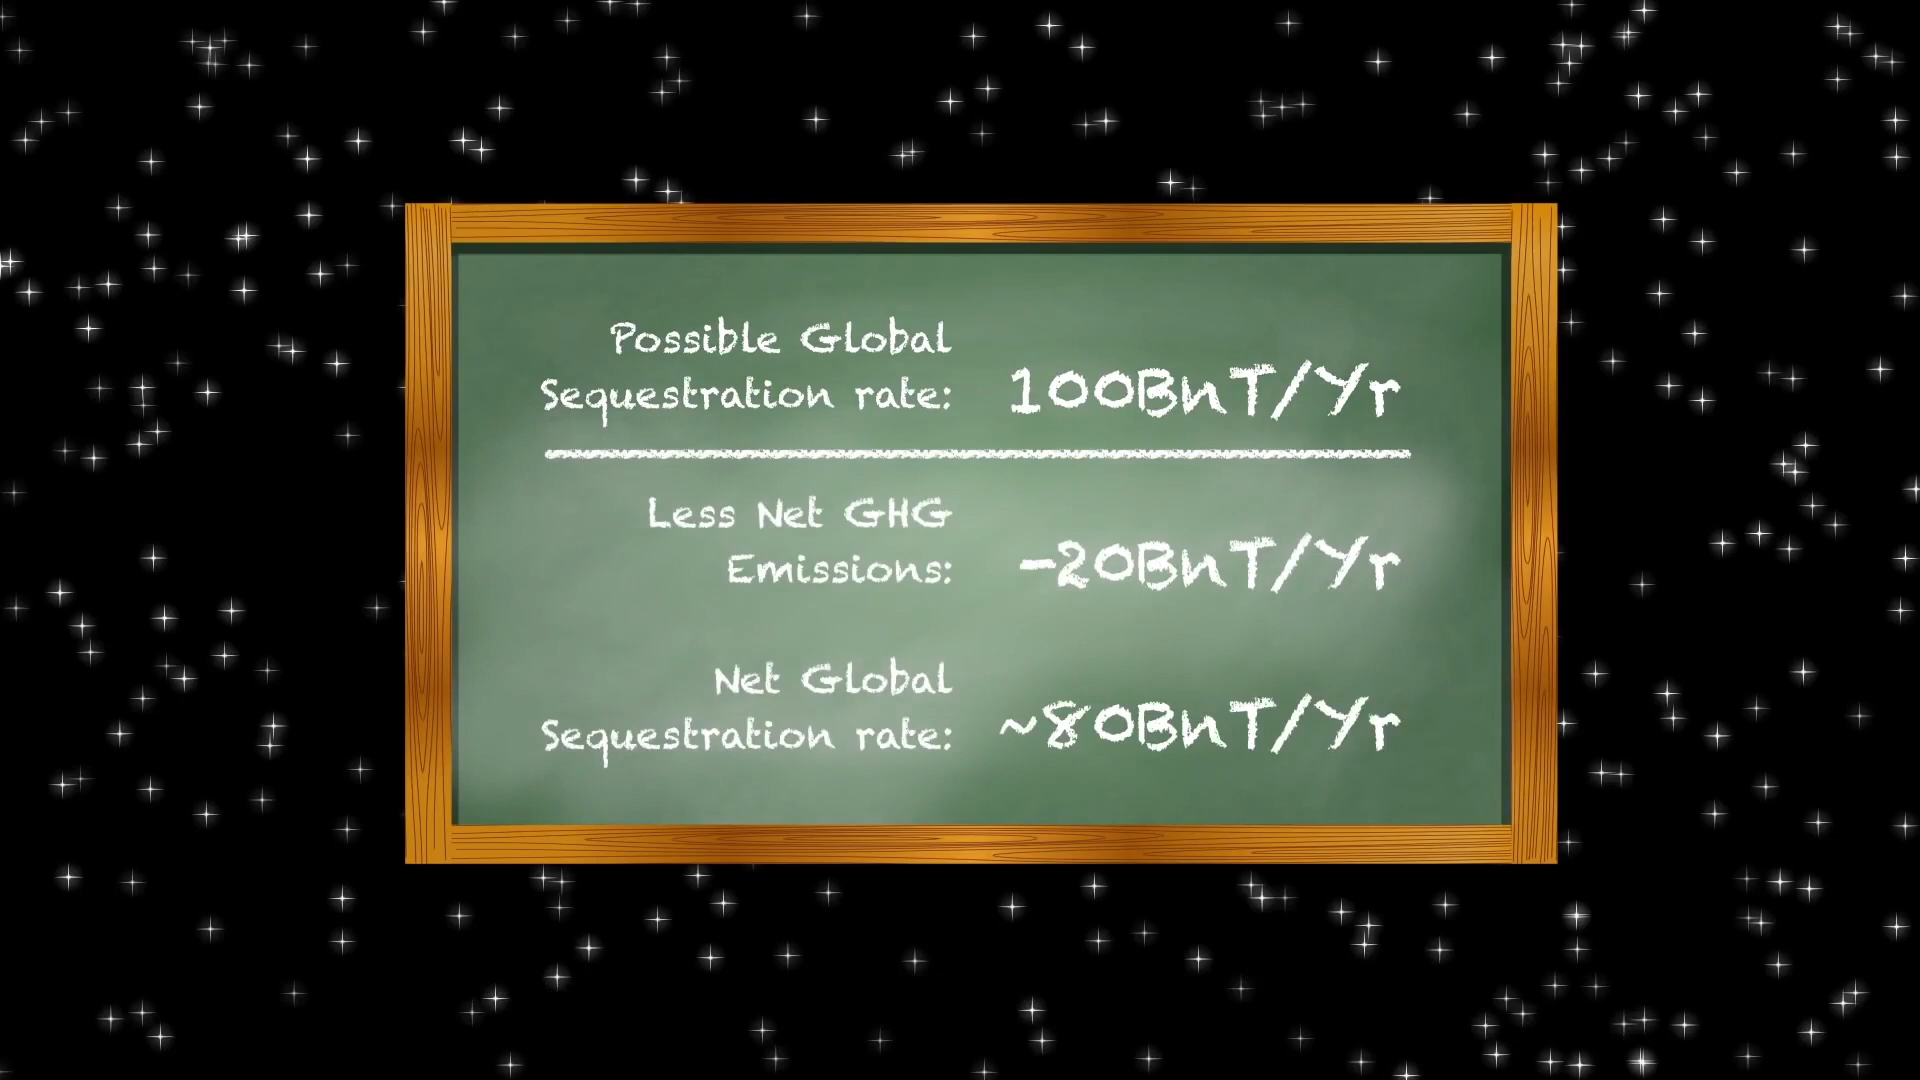 Possible Global
Sequestration rate: 100BnT/Yr
Less Net GHG
Emissions: -20BnT/Yr
Net Global
Sequestration rate: ~80BnT/Yr